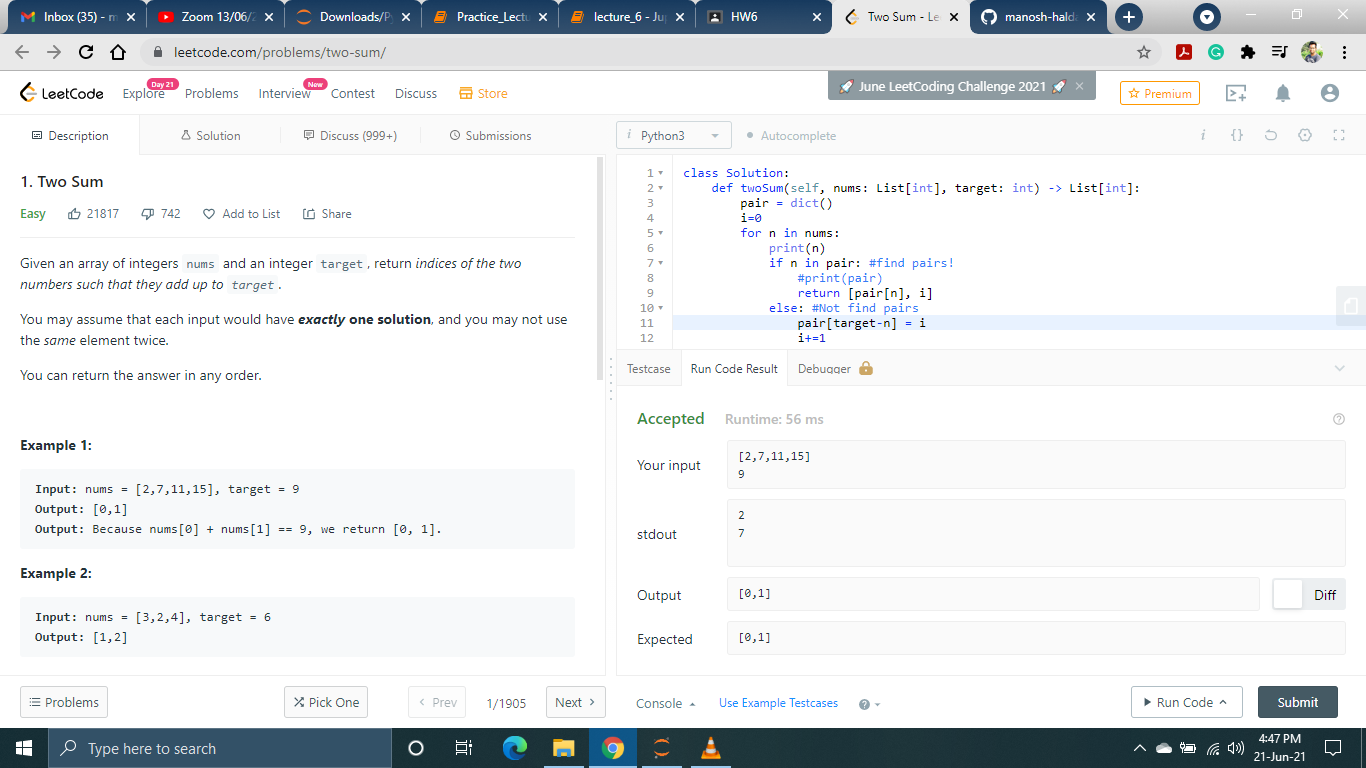 Inbox (35) - m
Zoom 13/06/2
Downloads/Py
Practice_Lectu
lecture_6 - Jup
HW6
Two Sum - Le
manosh-halda
leetcode.com/problems/two-sum/
LeetCode
Explore
Day 21
Problems
Interview
New
Contest
Discuss
Store
🚀 June LeetCoding Challenge 2021 🚀 ×
Premium
Description
Solution
Discuss (999+)
Submissions
i Python3
Autocomplete
i {}
1. Two Sum
Easy 21817 742 Add to List Share
Given an array of integers nums and an integer target, return indices of the two
numbers such that they add up to target.
You may assume that each input would have exactly one solution, and you may not use
the same element twice.
You can return the answer in any order.
Example 1:
Input: nums = [2,7,11,15], target = 9
Output: [0,1]
Output: Because nums[0] + nums[1] == 9, we return [0, 1].
Example 2:
Input: nums = [3,2,4], target = 6
Output: [1,2]
1 class Solution:
2 def twoSum(self, nums: List[int], target: int) -> List[int]:
3 pair = dict()
4 i=0
5 for n in nums:
6 print(n)
7 if n in pair: #find pairs!
8 #print(pair)
9 return [pair[n], i]
10 else: #Not find pairs
11 pair[target-n] = i
12 i+=1
Testcase
Run Code Result
Debugger
Accepted Runtime: 56 ms
Your input
[2,7,11,15]
9
stdout
2
7
Output
[0,1]
Diff
Expected
[0,1]
Problems
Pick One
< Prev
1/1905
Next >
Console
Use Example Testcases
Run Code
Submit
Type here to search
4:47 PM
21-Jun-21